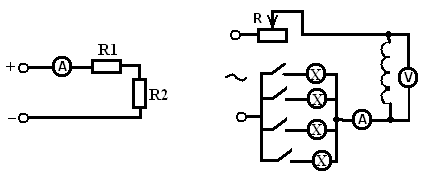 R
R1
+ A
R2
V
~
X
X
A
X
–
X